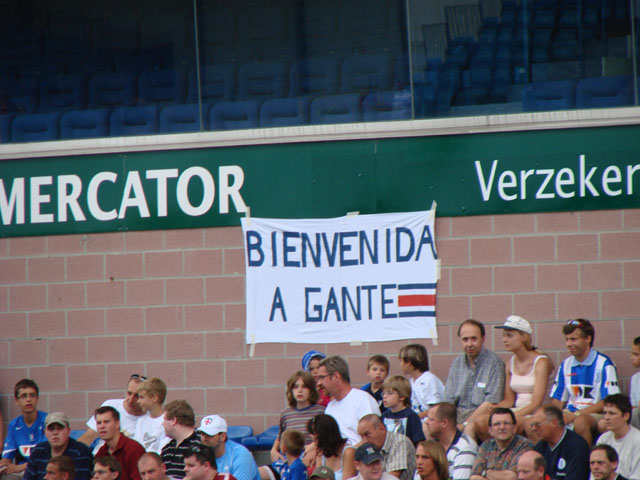 MERCATOR
Verzeker
BIENVENIDA
A GANTE